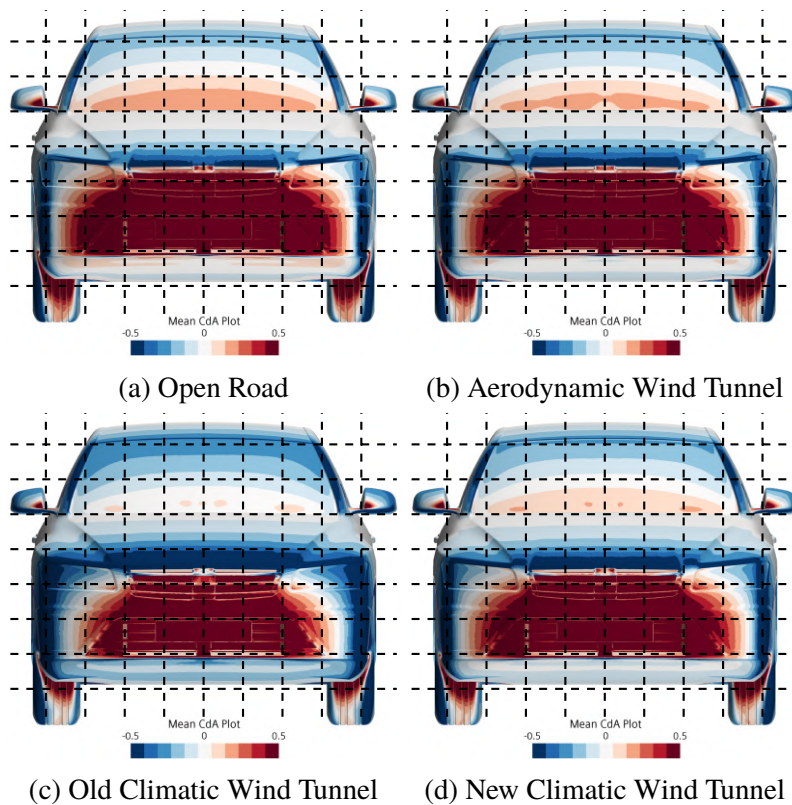 Mean CdA Plot
-0.5 0 0.5
(a) Open Road
Mean CdA Plot
-0.5 0 0.5
(b) Aerodynamic Wind Tunnel
Mean CdA Plot
-0.5 0 0.5
(c) Old Climatic Wind Tunnel
Mean CdA Plot
-0.5 0 0.5
(d) New Climatic Wind Tunnel